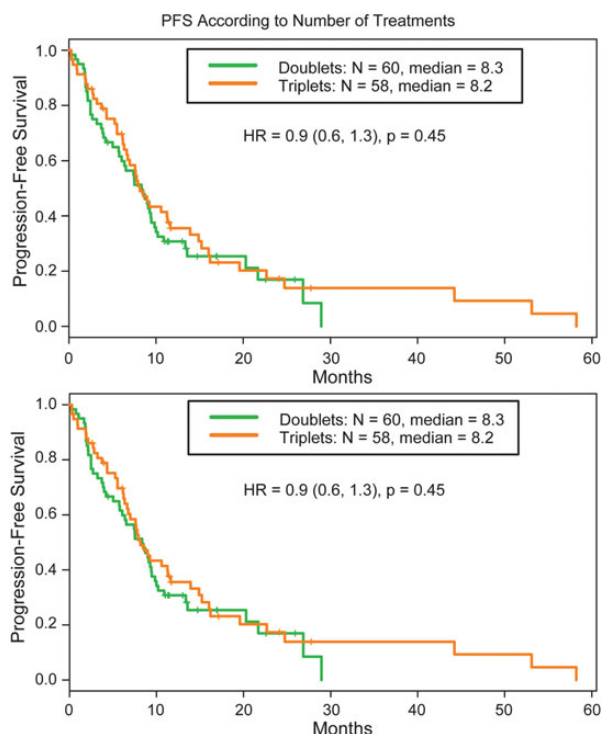 PFS According to Number of Treatments
Progression-Free Survival
1.0
0.8
0.6
0.4
0.2
0.0
Doublets: N = 60, median = 8.3
Triplets: N = 58, median = 8.2
HR = 0.9 (0.6, 1.3), p = 0.45
0 10 20 30 40 50 60
Months
Progression-Free Survival
1.0
0.8
0.6
0.4
0.2
0.0
Doublets: N = 60, median = 8.3
Triplets: N = 58, median = 8.2
HR = 0.9 (0.6, 1.3), p = 0.45
0 10 20 30 40 50 60
Months